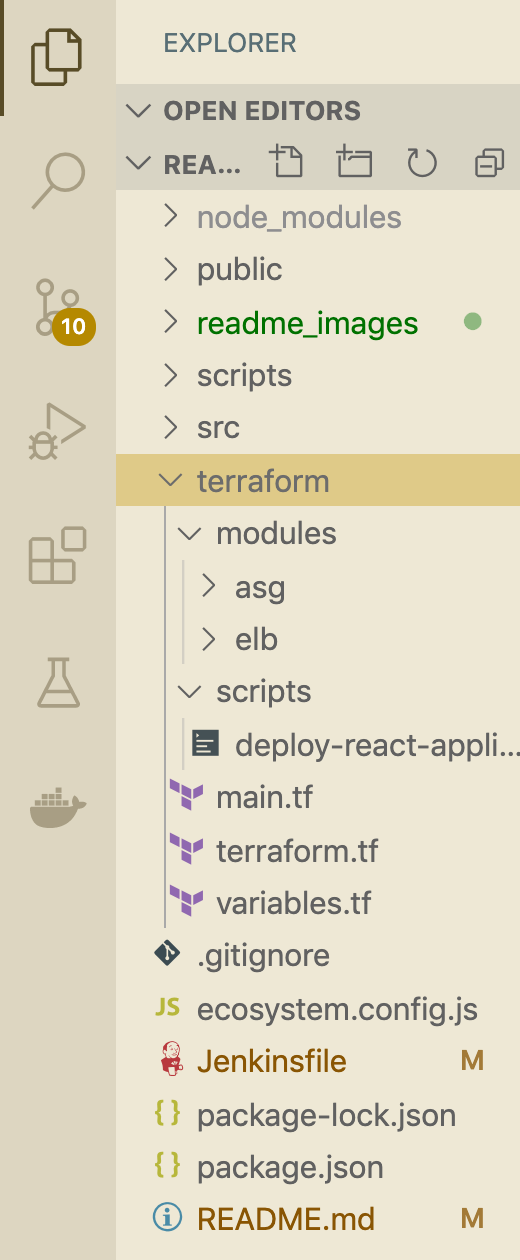 EXPLORER
OPEN EDITORS
REA...
node_modules
public
readme_images
10
scripts
src
terraform
modules
asg
elb
scripts
deploy-react-appli...
main.tf
terraform.tf
variables.tf
.gitignore
JS ecosystem.config.js
Jenkinsfile M
{} package-lock.json
{} package.json
README.md M